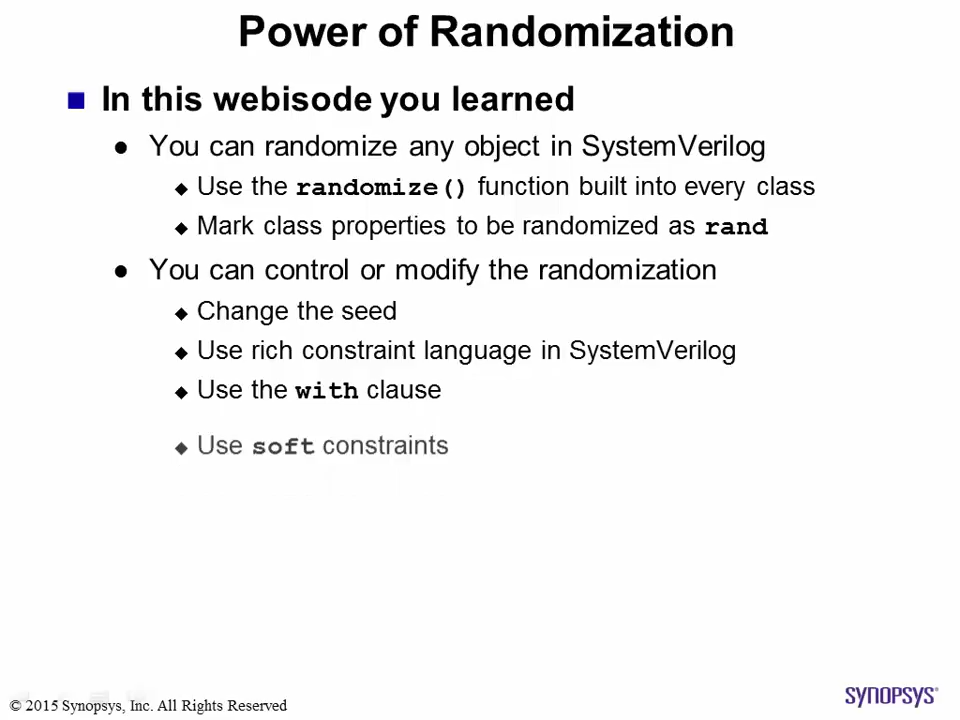 Power of Randomization
In this webisode you learned
You can randomize any object in SystemVerilog
Use the randomize() function built into every class
Mark class properties to be randomized as rand
You can control or modify the randomization
Change the seed
Use rich constraint language in SystemVerilog
Use the with clause
Use soft constraints
© 2015 Synopsys, Inc. All Rights Reserved
SYNOPSYS®